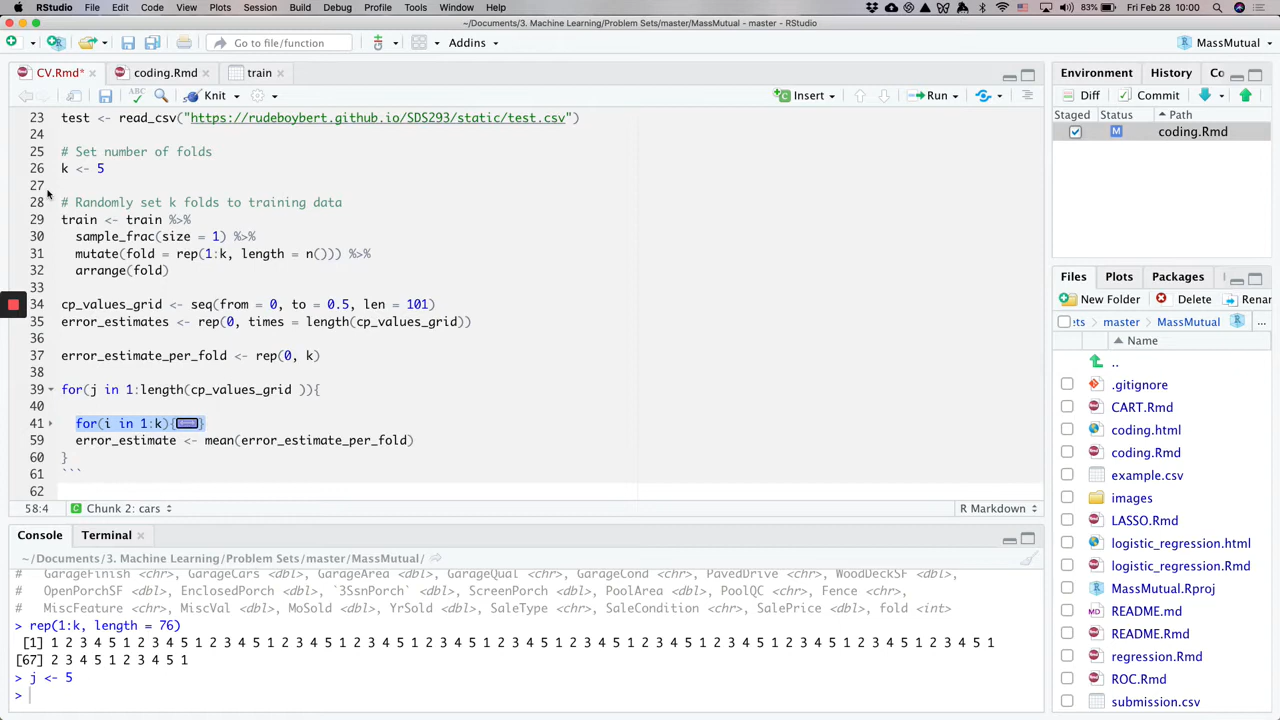 RStudio File Edit Code View Plots Session Build Debug Profile Tools Window Help 83% Fri Feb 28 10:00
~/Documents/3. Machine Learning/Problem Sets/master/MassMutual - master - RStudio
Go to file/function Addins MassMutual
CV.Rmd* coding.Rmd train
Knit Insert Run
23 test <- read_csv("https://rudeboybert.github.io/SDS293/static/test.csv")
24
25 # Set number of folds
26 k <- 5
27
28 # Randomly set k folds to training data
29 train <- train %>%
30 sample_frac(size = 1) %>%
31 mutate(fold = rep(1:k, length = n())) %>%
32 arrange(fold)
33
34 cp_values_grid <- seq(from = 0, to = 0.5, len = 101)
35 error_estimates <- rep(0, times = length(cp_values_grid))
36
37 error_estimate_per_fold <- rep(0, k)
38
39 for(j in 1:length(cp_values_grid )){
40
41 for(i in 1:k){}
59 error_estimate <- mean(error_estimate_per_fold)
60 }
61 ```
62
58:4 Chunk 2: cars R Markdown
Console Terminal
~/Documents/3. Machine Learning/Problem Sets/master/MassMutual/
# GarageFinish <chr>, GarageCars <dbl>, GarageArea <dbl>, GarageQual <chr>, GarageCond <chr>, PavedDrive <chr>, WoodDeckSF <dbl>,
# OpenPorchSF <dbl>, EnclosedPorch <dbl>, `3SsnPorch` <dbl>, ScreenPorch <dbl>, PoolArea <dbl>, PoolQC <chr>, Fence <chr>,
# MiscFeature <chr>, MiscVal <dbl>, MoSold <dbl>, YrSold <dbl>, SaleType <chr>, SaleCondition <chr>, SalePrice <dbl>, fold <int>
> rep(1:k, length = 76)
[1] 1 2 3 4 5 1 2 3 4 5 1 2 3 4 5 1 2 3 4 5 1 2 3 4 5 1 2 3 4 5 1 2 3 4 5 1 2 3 4 5 1 2 3 4 5 1 2 3 4 5 1 2 3 4 5 1 2 3 4 5 1 2 3 4 5 1
[67] 2 3 4 5 1 2 3 4 5 1
> j <- 5
>
Environment History Co
Diff Commit
Staged Status Path
M coding.Rmd
Files Plots Packages
New Folder Delete Renar
ets master MassMutual ...
Name
..
.gitignore
CART.Rmd
coding.html
coding.Rmd
CV.Rmd
example.csv
images
LASSO.Rmd
logistic_regression.html
logistic_regression.Rmd
MassMutual.Rproj
README.md
README.Rmd
regression.Rmd
ROC.Rmd
submission.csv